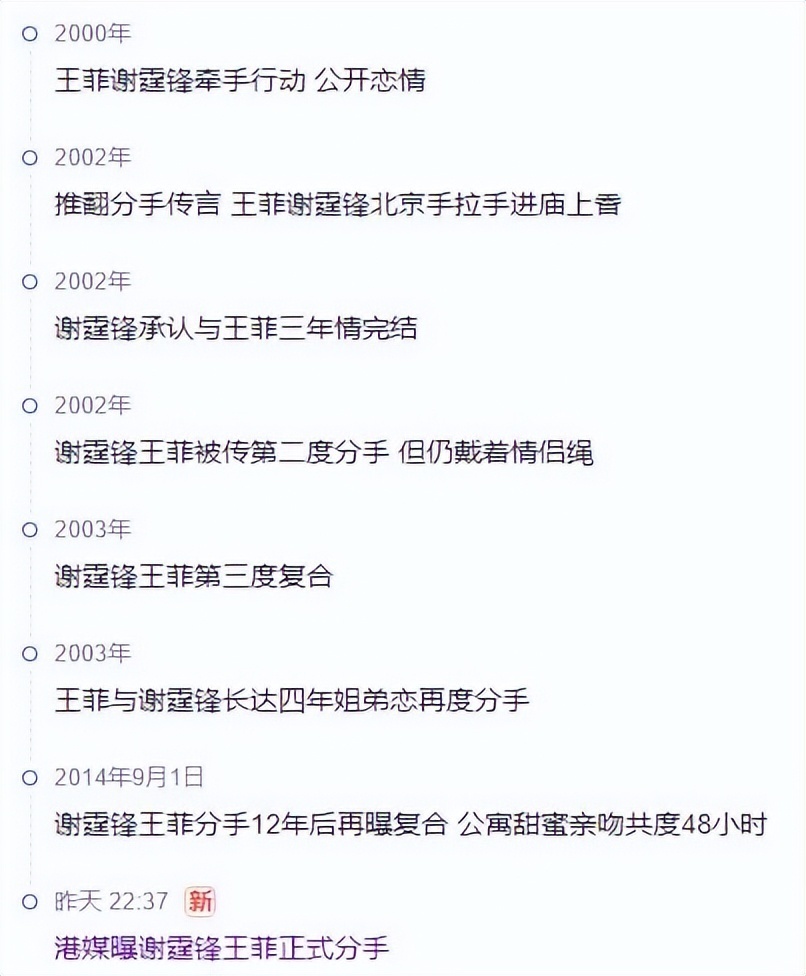 2000年
王菲谢霆锋牵手行动 公开恋情
2002年
推翻分手传言 王菲谢霆锋北京手拉手进庙上香
2002年
谢霆锋承认与王菲三年情完结
2002年
谢霆锋王菲被传第二度分手 但仍戴着情侣绳
2003年
谢霆锋王菲第三度复合
2003年
王菲与谢霆锋长达四年姐弟恋再度分手
2014年9月1日
谢霆锋王菲分手12年后再曝复合 公寓甜蜜亲吻共度48小时
昨天 22:37 新
港媒曝谢霆锋王菲正式分手